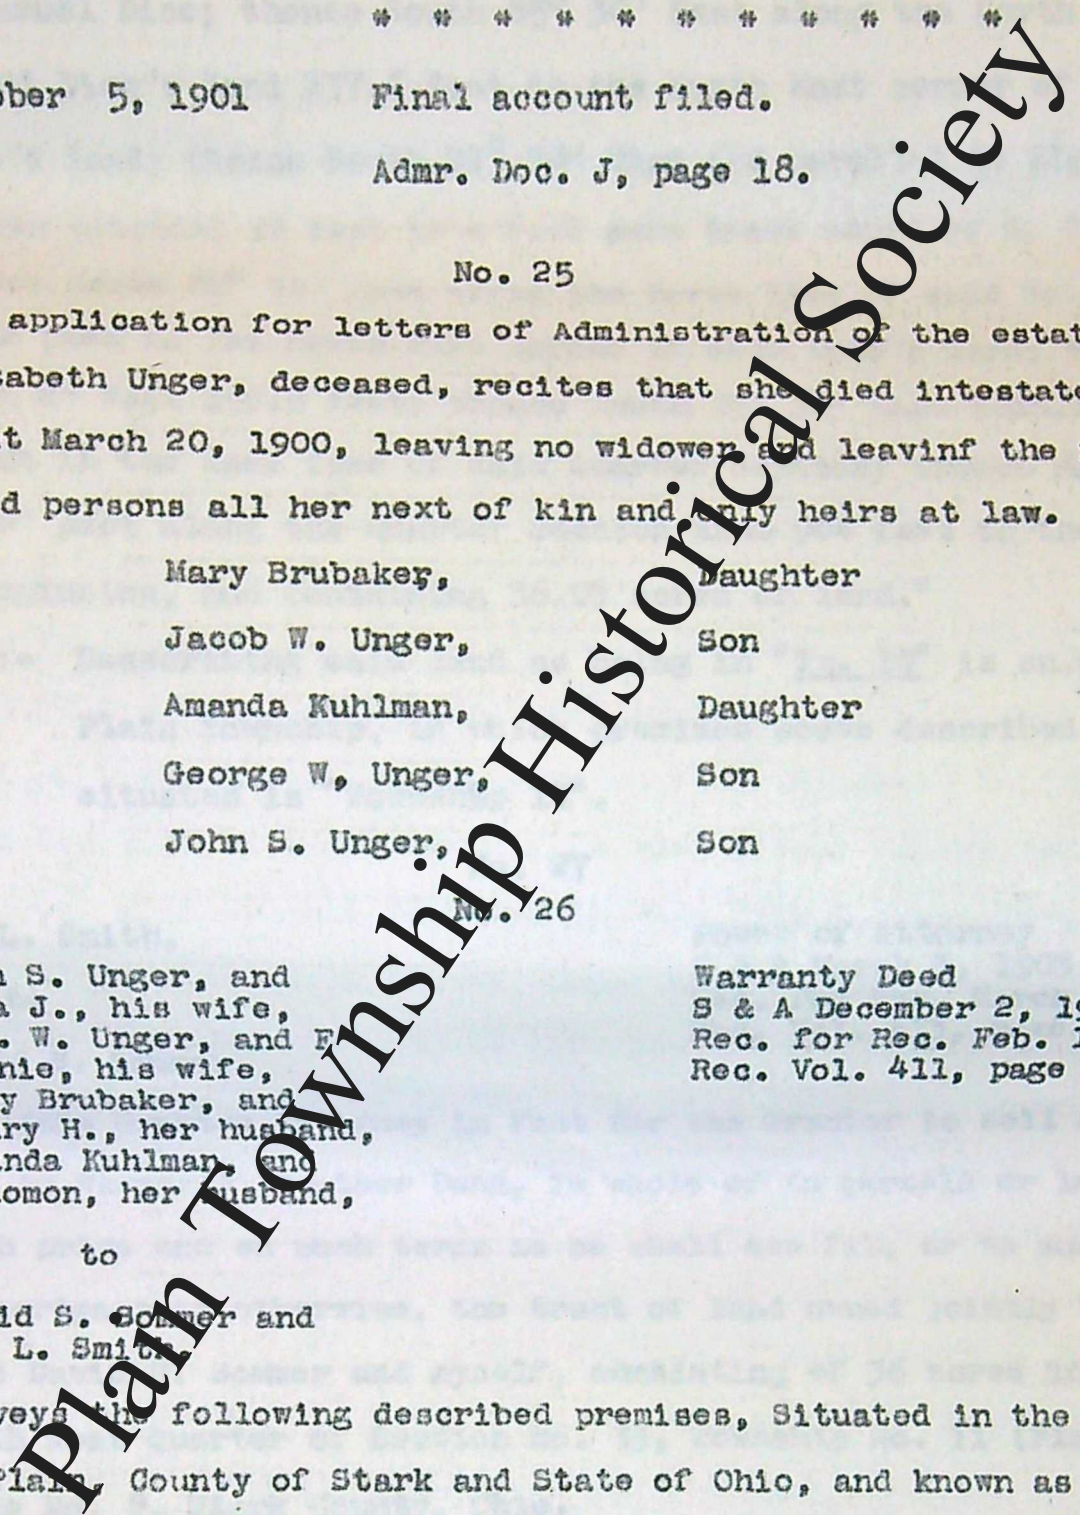 * * * * * * * * * * *
ber 5, 1901 Final account filed.
Admr. Doc. J, page 18.
No. 25
application for letters of Administration of the estat
abeth Unger, deceased, recites that she died intestate
t March 20, 1900, leaving no widower and leavinf the
d persons all her next of kin and only heirs at law.
Mary Brubaker, Daughter
Jacob W. Unger, Son
Amanda Kuhlman, Daughter
George W, Unger, Son
John S. Unger, Son
No. 26
S. Unger, and Warranty Deed
a J., his wife, S & A December 2, 19
. W. Unger, and F Rec. for Rec. Feb. 1
nie, his wife, Rec. Vol. 411, page
y Brubaker, and
ry H., her husband,
nda Kuhlman, and
omon, her husband,
to
id S. Sommer and
L. Smith.
veys the following described premises, Situated in the
Plain, County of Stark and State of Ohio, and known as
Plain Township Historical Society